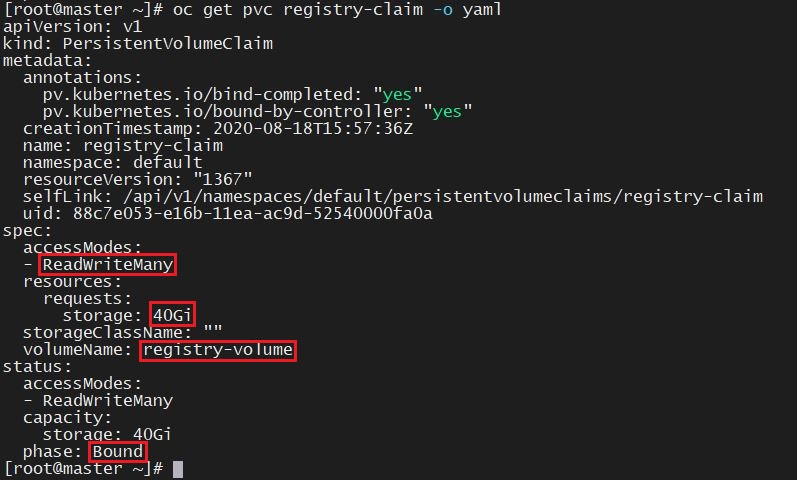 [root@master ~]# oc get pvc registry-claim -o yaml
apiVersion: v1
kind: PersistentVolumeClaim
metadata:
  annotations:
    pv.kubernetes.io/bind-completed: "yes"
    pv.kubernetes.io/bound-by-controller: "yes"
  creationTimestamp: 2020-08-18T15:57:36Z
  name: registry-claim
  namespace: default
  resourceVersion: "1367"
  selfLink: /api/v1/namespaces/default/persistentvolumeclaims/registry-claim
  uid: 88c7e053-e16b-11ea-ac9d-52540000fa0a
spec:
  accessModes:
  - ReadWriteMany
  resources:
    requests:
      storage: 40Gi
  storageClassName: ""
  volumeName: registry-volume
status:
  accessModes:
  - ReadWriteMany
  capacity:
    storage: 40Gi
  phase: Bound
[root@master ~]#